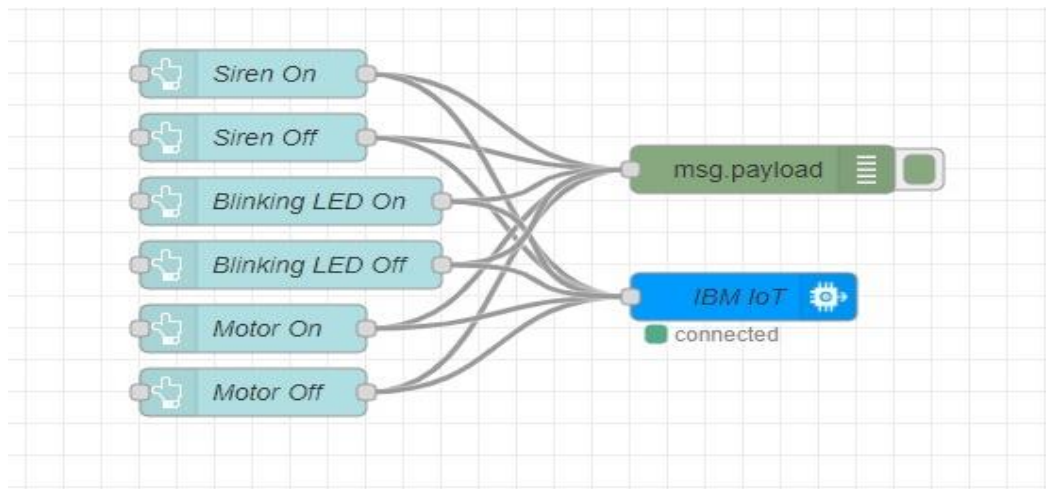 Siren On
Siren Off
Blinking LED On
Blinking LED Off
Motor On
Motor Off
msg.payload
IBM IoT
connected